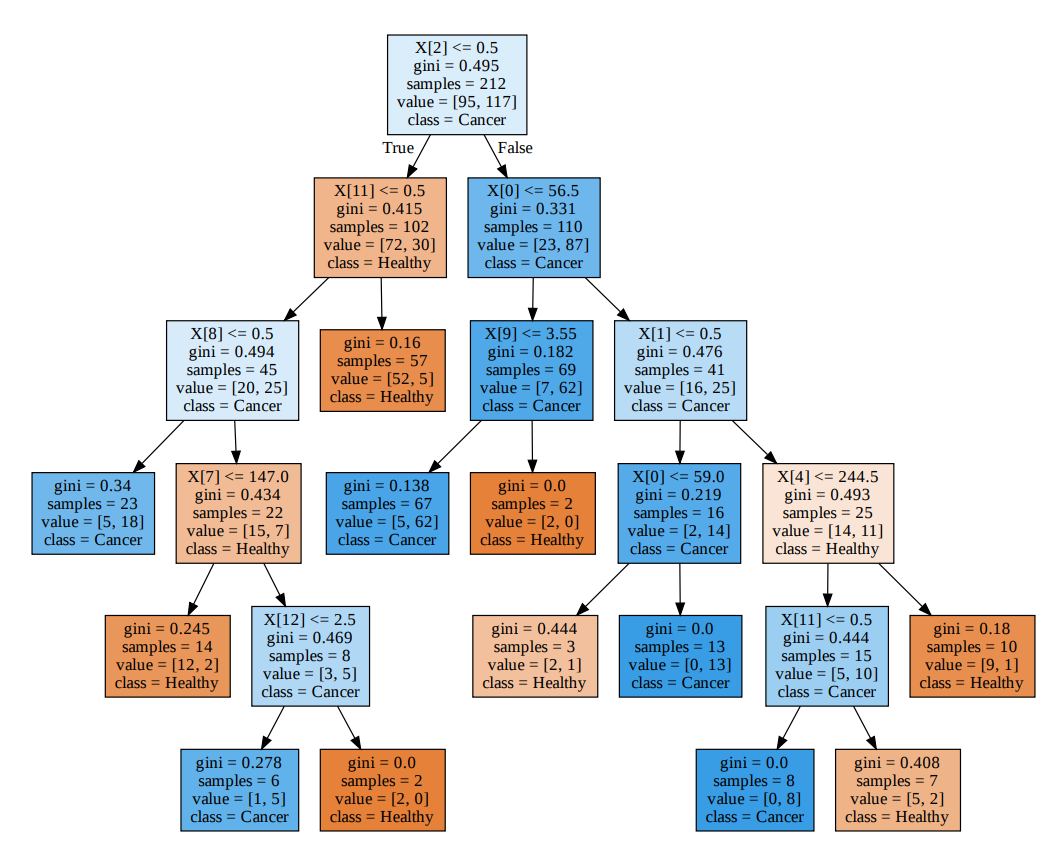 X[2] <= 0.5
gini = 0.495
samples = 212
value = [95, 117]
class = Cancer
True
False
X[11] <= 0.5
gini = 0.415
samples = 102
value = [72, 30]
class = Healthy
X[0] <= 56.5
gini = 0.331
samples = 110
value = [23, 87]
class = Cancer
X[8] <= 0.5
gini = 0.494
samples = 45
value = [20, 25]
class = Cancer
gini = 0.16
samples = 57
value = [52, 5]
class = Healthy
X[9] <= 3.55
gini = 0.182
samples = 69
value = [7, 62]
class = Cancer
X[1] <= 0.5
gini = 0.476
samples = 41
value = [16, 25]
class = Cancer
gini = 0.34
samples = 23
value = [5, 18]
class = Cancer
X[7] <= 147.0
gini = 0.434
samples = 22
value = [15, 7]
class = Healthy
gini = 0.138
samples = 67
value = [5, 62]
class = Cancer
gini = 0.0
samples = 2
value = [2, 0]
class = Healthy
X[0] <= 59.0
gini = 0.219
samples = 16
value = [2, 14]
class = Cancer
X[4] <= 244.5
gini = 0.493
samples = 25
value = [14, 11]
class = Healthy
gini = 0.245
samples = 14
value = [12, 2]
class = Healthy
X[12] <= 2.5
gini = 0.469
samples = 8
value = [3, 5]
class = Cancer
gini = 0.444
samples = 3
value = [2, 1]
class = Healthy
gini = 0.0
samples = 13
value = [0, 13]
class = Cancer
X[11] <= 0.5
gini = 0.444
samples = 15
value = [5, 10]
class = Cancer
gini = 0.18
samples = 10
value = [9, 1]
class = Healthy
gini = 0.278
samples = 6
value = [1, 5]
class = Cancer
gini = 0.0
samples = 2
value = [2, 0]
class = Healthy
gini = 0.0
samples = 8
value = [0, 8]
class = Cancer
gini = 0.408
samples = 7
value = [5, 2]
class = Healthy